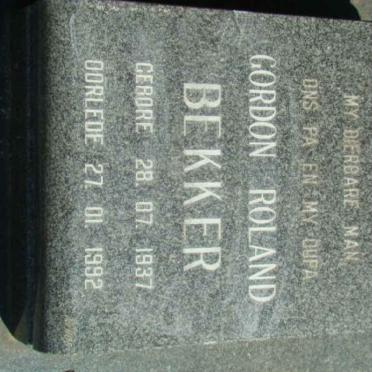 MY DIERBARE MAN
ONS PA EN MY OUPA
GORDON ROLAND
BEKKER
GEBORE 28. 07. 1937
OORLEDE 27. 01. 1992